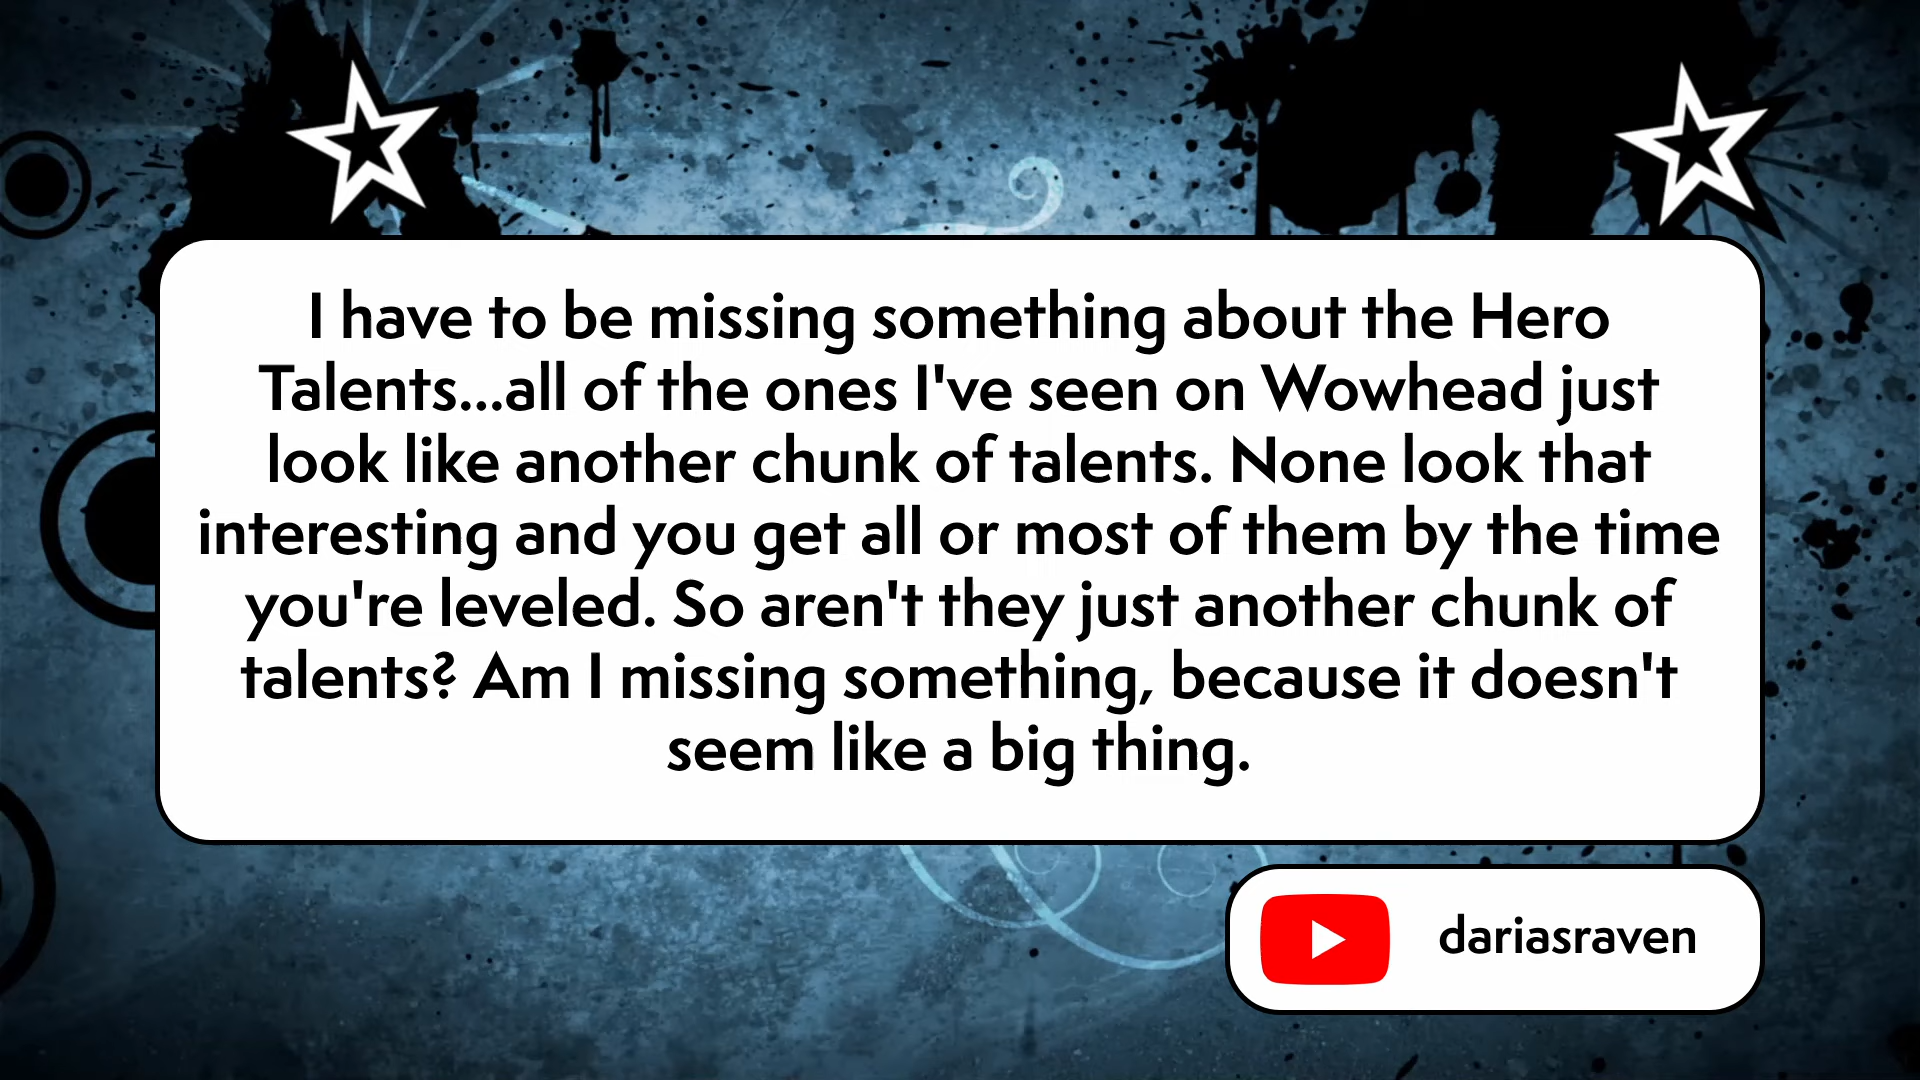 I have to be missing something about the Hero
Talents...all of the ones I've seen on Wowhead just
look like another chunk of talents. None look that
interesting and you get all or most of them by the time
you're leveled. So aren't they just another chunk of
talents? Am I missing something, because it doesn't
seem like a big thing.
dariasraven